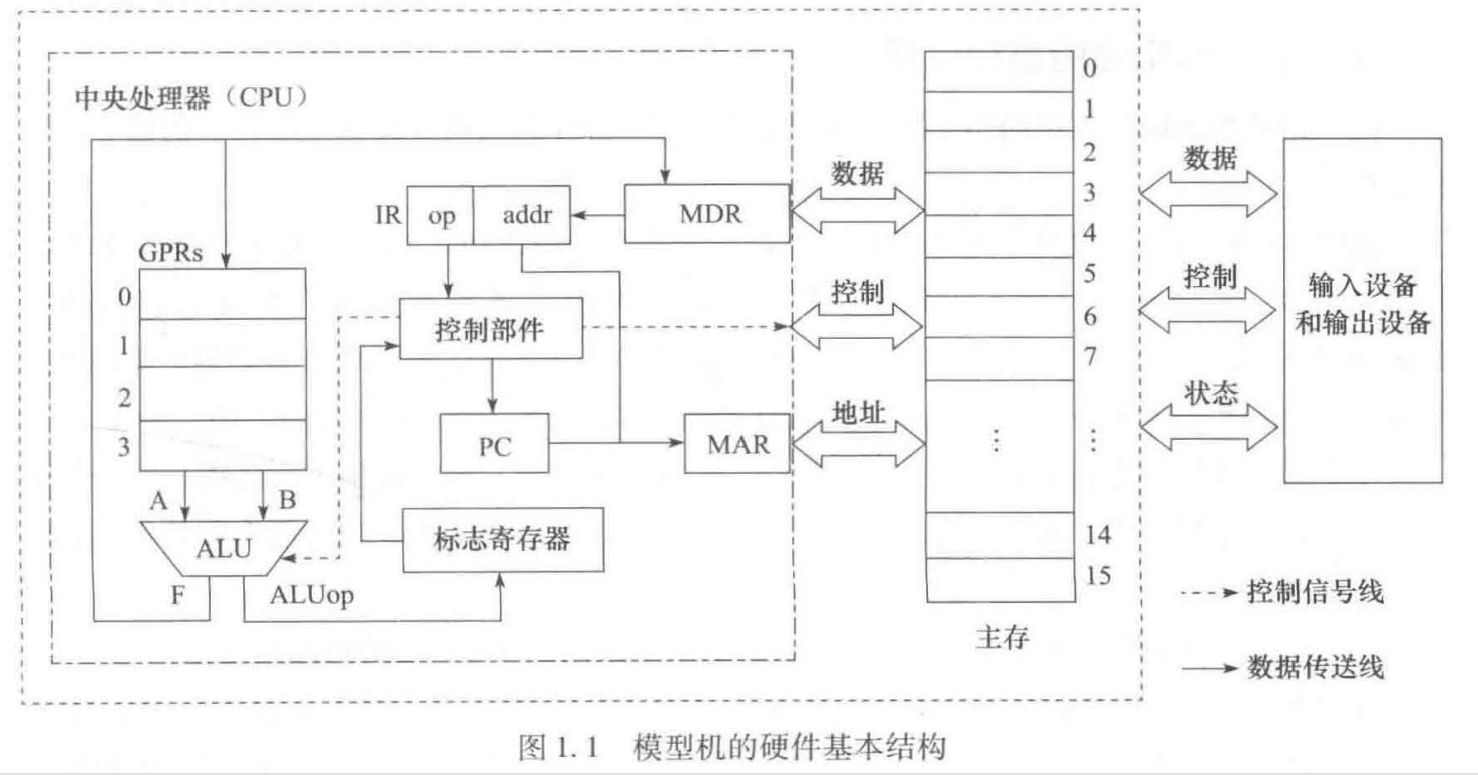 中央处理器（CPU）
GPRs
0
1
2
3
A
B
ALU
F
ALUop
IR
op
addr
MDR
控制部件
PC
MAR
标志寄存器
数据
控制
地址
0
1
2
3
4
5
6
7
⋮
⋮
14
15
主存
数据
控制
状态
输入设备
和输出设备
控制信号线
数据传送线
图 1.1 模型机的硬件基本结构